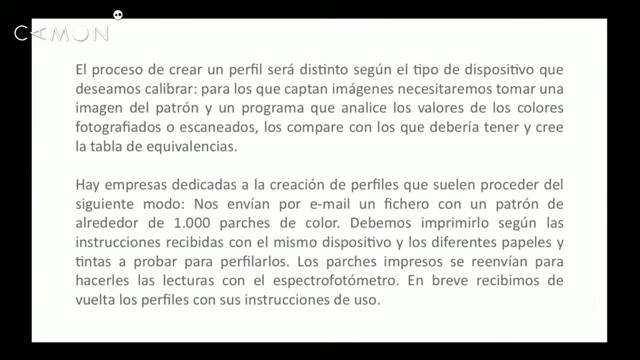 CAMON
El proceso de crear un perfil será distinto según el tipo de dispositivo que
deseamos calibrar: para los que captan imágenes necesitaremos tomar una
imagen del patrón y un programa que analice los valores de los colores
fotografiados o escaneados, los compare con los que debería tener y cree
la tabla de equivalencias.
Hay empresas dedicadas a la creación de perfiles que suelen proceder del
siguiente modo: Nos envían por e-mail un fichero con un patrón de
alrededor de 1.000 parches de color. Debemos imprimirlo según las
instrucciones recibidas con el mismo dispositivo y los diferentes papeles y
tintas a probar para perfilarlos. Los parches impresos se reenvían para
hacerles las lecturas con el espectrofotómetro. En breve recibimos de
vuelta los perfiles con sus instrucciones de uso.